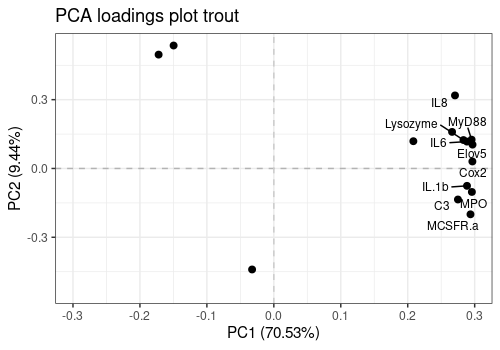 PCA loadings plot trout
PC2 (9.44%)
0.3
0.0
-0.3
IL8
Lysozyme
MyD88
IL6
Elov5
Cox2
IL.1b
C3
MPO
MCSFR.a
-0.3
-0.2
-0.1
0.0
0.1
0.2
0.3
PC1 (70.53%)